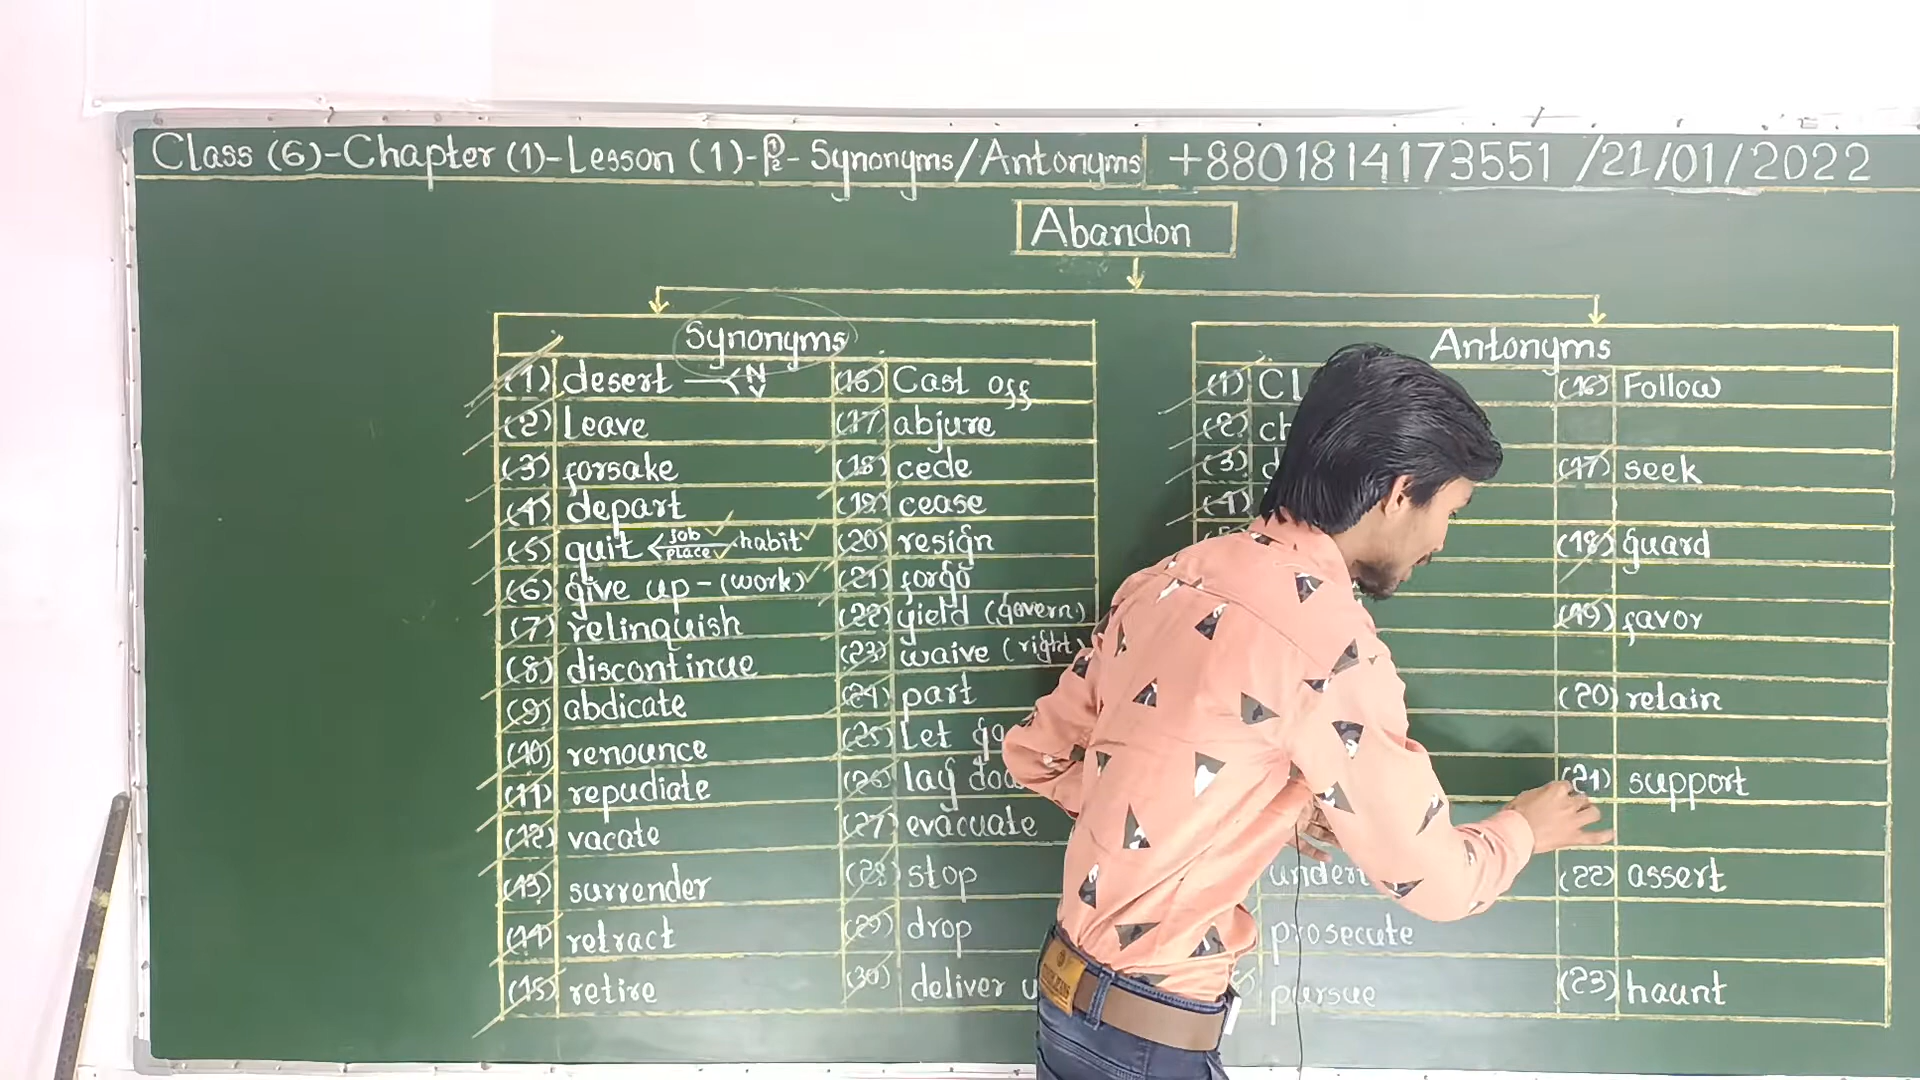 Class (6)-Chapter (1)-Lesson (1)-P 1/2 - Synonyms/Antonyms +8801814173551 /21/01/2022
Abandon
Synonyms
(1) desert N V
(2) Leave
(3) forsake
(4) depart
(5) quit job place habit
(6) give up - (work)
(7) relinquish
(8) discontinue
(9) abdicate
(10) renounce
(11) repudiate
(12) vacate
(13) surrender
(14) retract
(15) retire
(16) Cast off
(17) abjure
(18) cede
(19) cease
(20) resign
(21) forgo
(22) yield (govern)
(23) waive (right)
(24) part
(25) Let go
(26) lay
(27) evacuate
(28) stop
(29) drop
(30) deliver
Antonyms
(1)
(2)
(3)
(4)
prosecute
pursue
(16) Follow
(17) seek
(18) guard
(19) favor
(20) retain
(21) support
(22) assert
(23) haunt